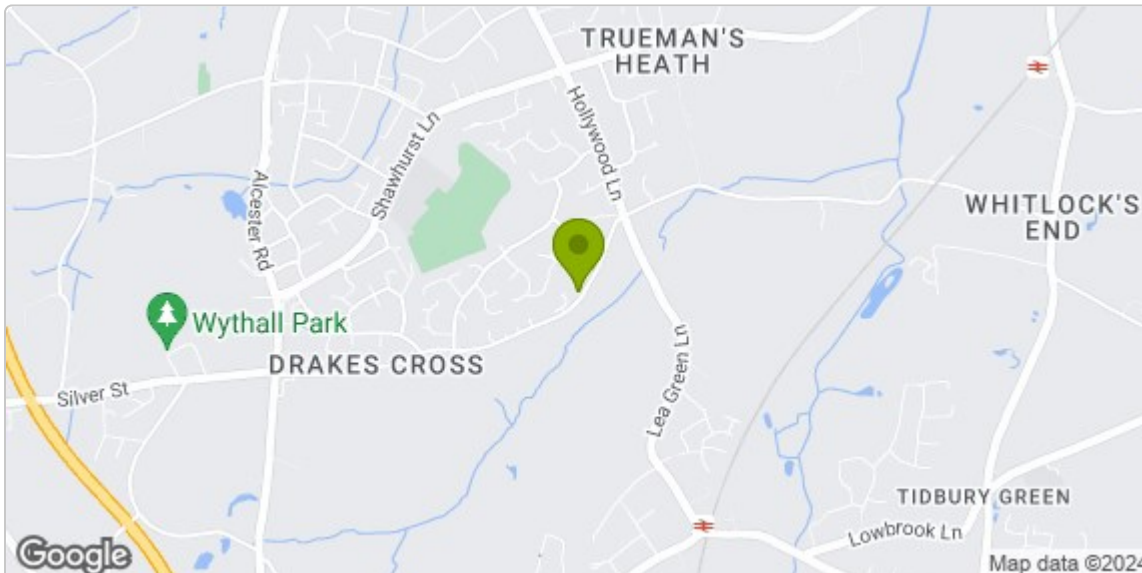 TRUEMAN'S
HEATH
Hollywood Ln
Shawhurst Ln
Alcester Rd
WHITLOCK'S
END
Wythall Park
DRAKES CROSS
Silver St
Lea Green Ln
TIDBURY GREEN
Lowbrook Ln
Google
Map data ©2024